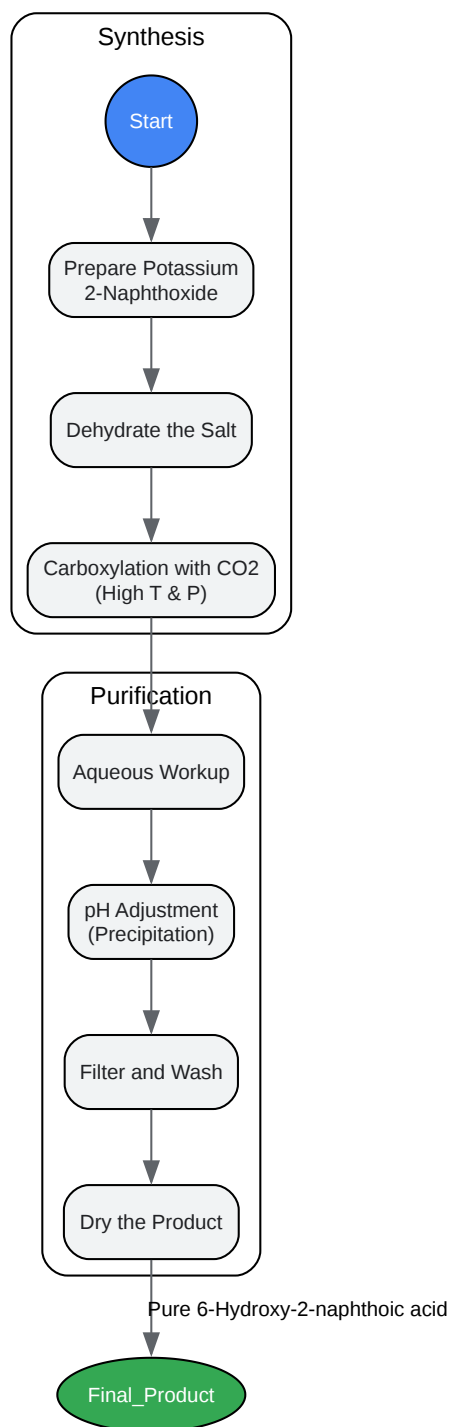 Synthesis
Start
Prepare Potassium
2-Naphthoxide
Dehydrate the Salt
Carboxylation with CO2
(High T & P)
Purification
Aqueous Workup
pH Adjustment
(Precipitation)
Filter and Wash
Dry the Product
Pure 6-Hydroxy-2-naphthoic acid
Final_Product